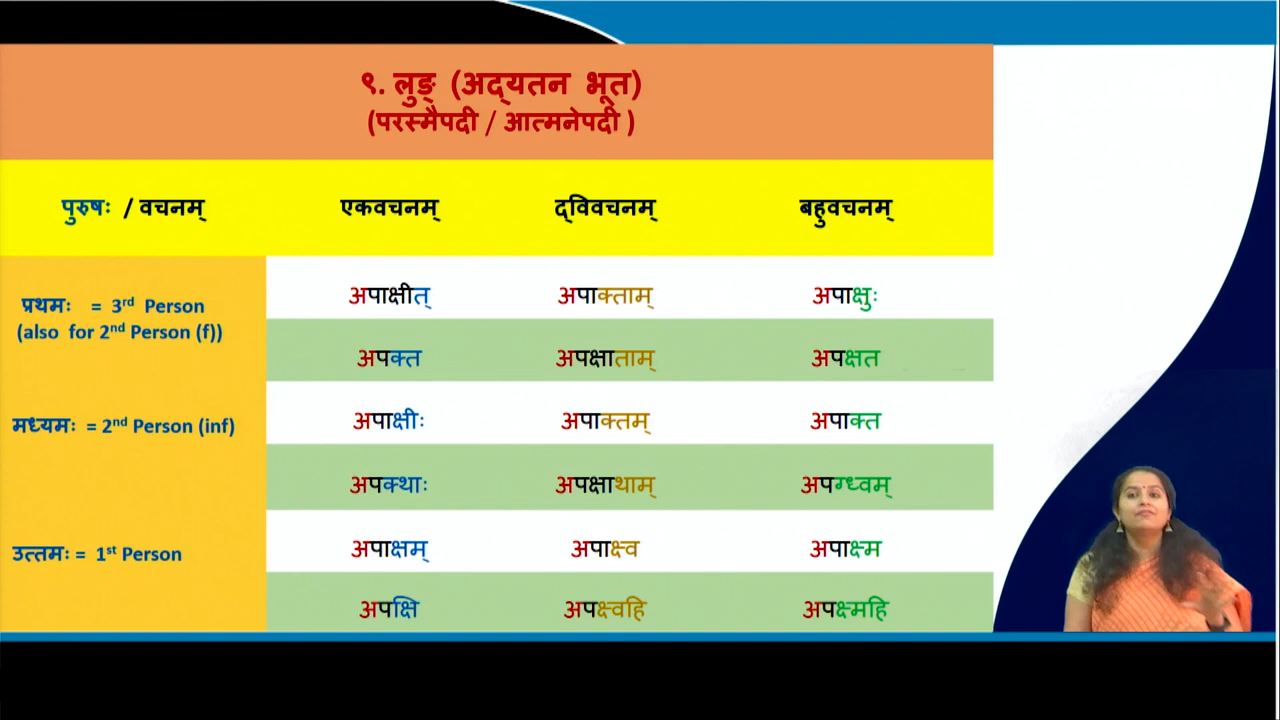 ९. लुङ् (अद्यतन भूत)
(परस्मैपदी / आत्मनेपदी )
पुरुषः / वचनम् एकवचनम् द्विवचनम् बहुवचनम्
प्रथमः = 3rd Person
(also for 2nd Person (f))
अपाक्षीत् अपाक्ताम् अपाक्षुः
अपक्त अपक्षाताम् अपक्षत
मध्यमः = 2nd Person (inf)
अपाक्षीः अपाक्तम् अपाक्त
अपक्थाः अपक्षाथाम् अपग्ध्वम्
उत्तमः = 1st Person
अपाक्षम् अपाक्ष्व अपाक्ष्म
अपक्षि अपक्ष्वहि अपक्ष्महि